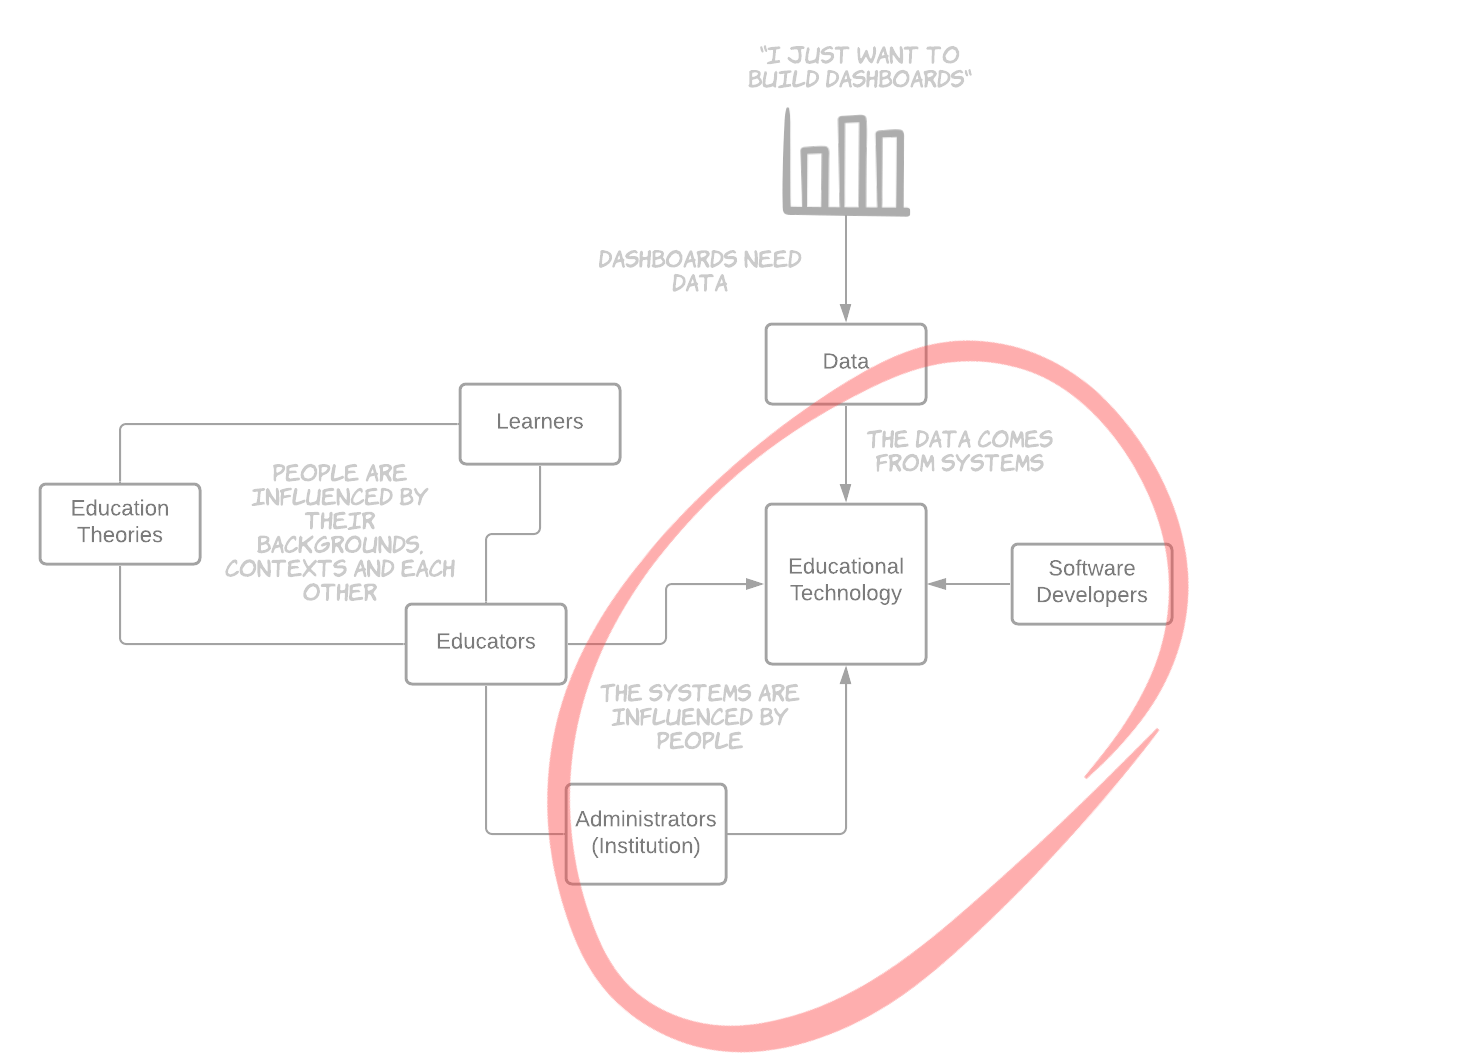 "I JUST WANT TO
BUILD DASHBOARDS"
DASHBOARDS NEED
DATA
Data
THE DATA COMES
FROM SYSTEMS
Learners
PEOPLE ARE
INFLUENCED BY
THEIR
BACKGROUNDS,
CONTEXTS AND EACH
OTHER
Education
Theories
Educational
Technology
Software
Developers
Educators
THE SYSTEMS ARE
INFLUENCED BY
PEOPLE
Administrators
(Institution)